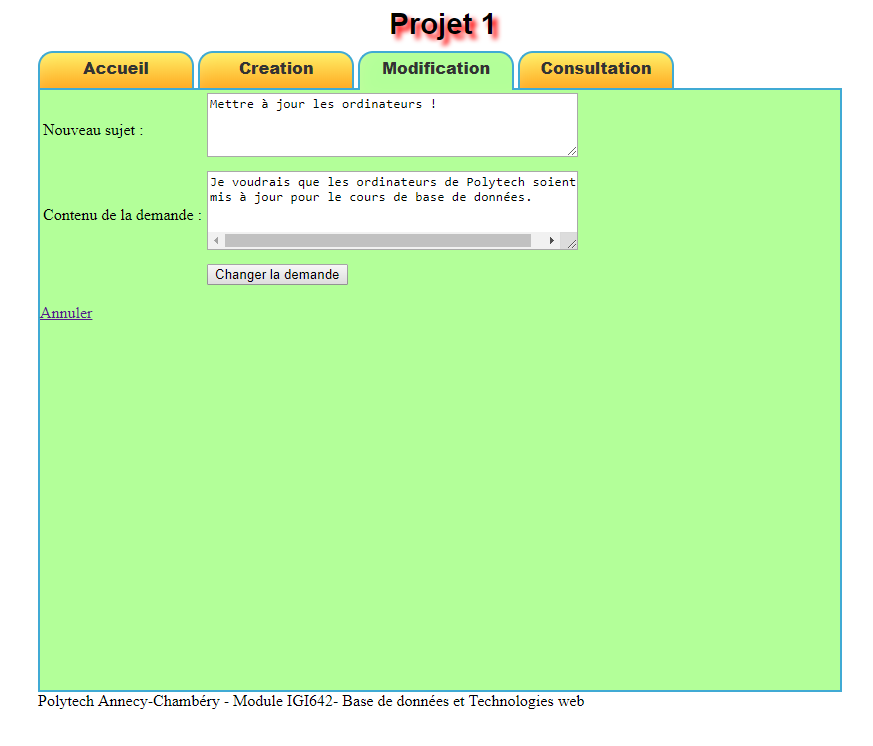 Projet 1
Accueil Creation Modification Consultation
Nouveau sujet :
Mettre à jour les ordinateurs !
Contenu de la demande :
Je voudrais que les ordinateurs de Polytech soient
mis à jour pour le cours de base de données.
Changer la demande
Annuler
Polytech Annecy-Chambéry - Module IGI642- Base de données et Technologies web